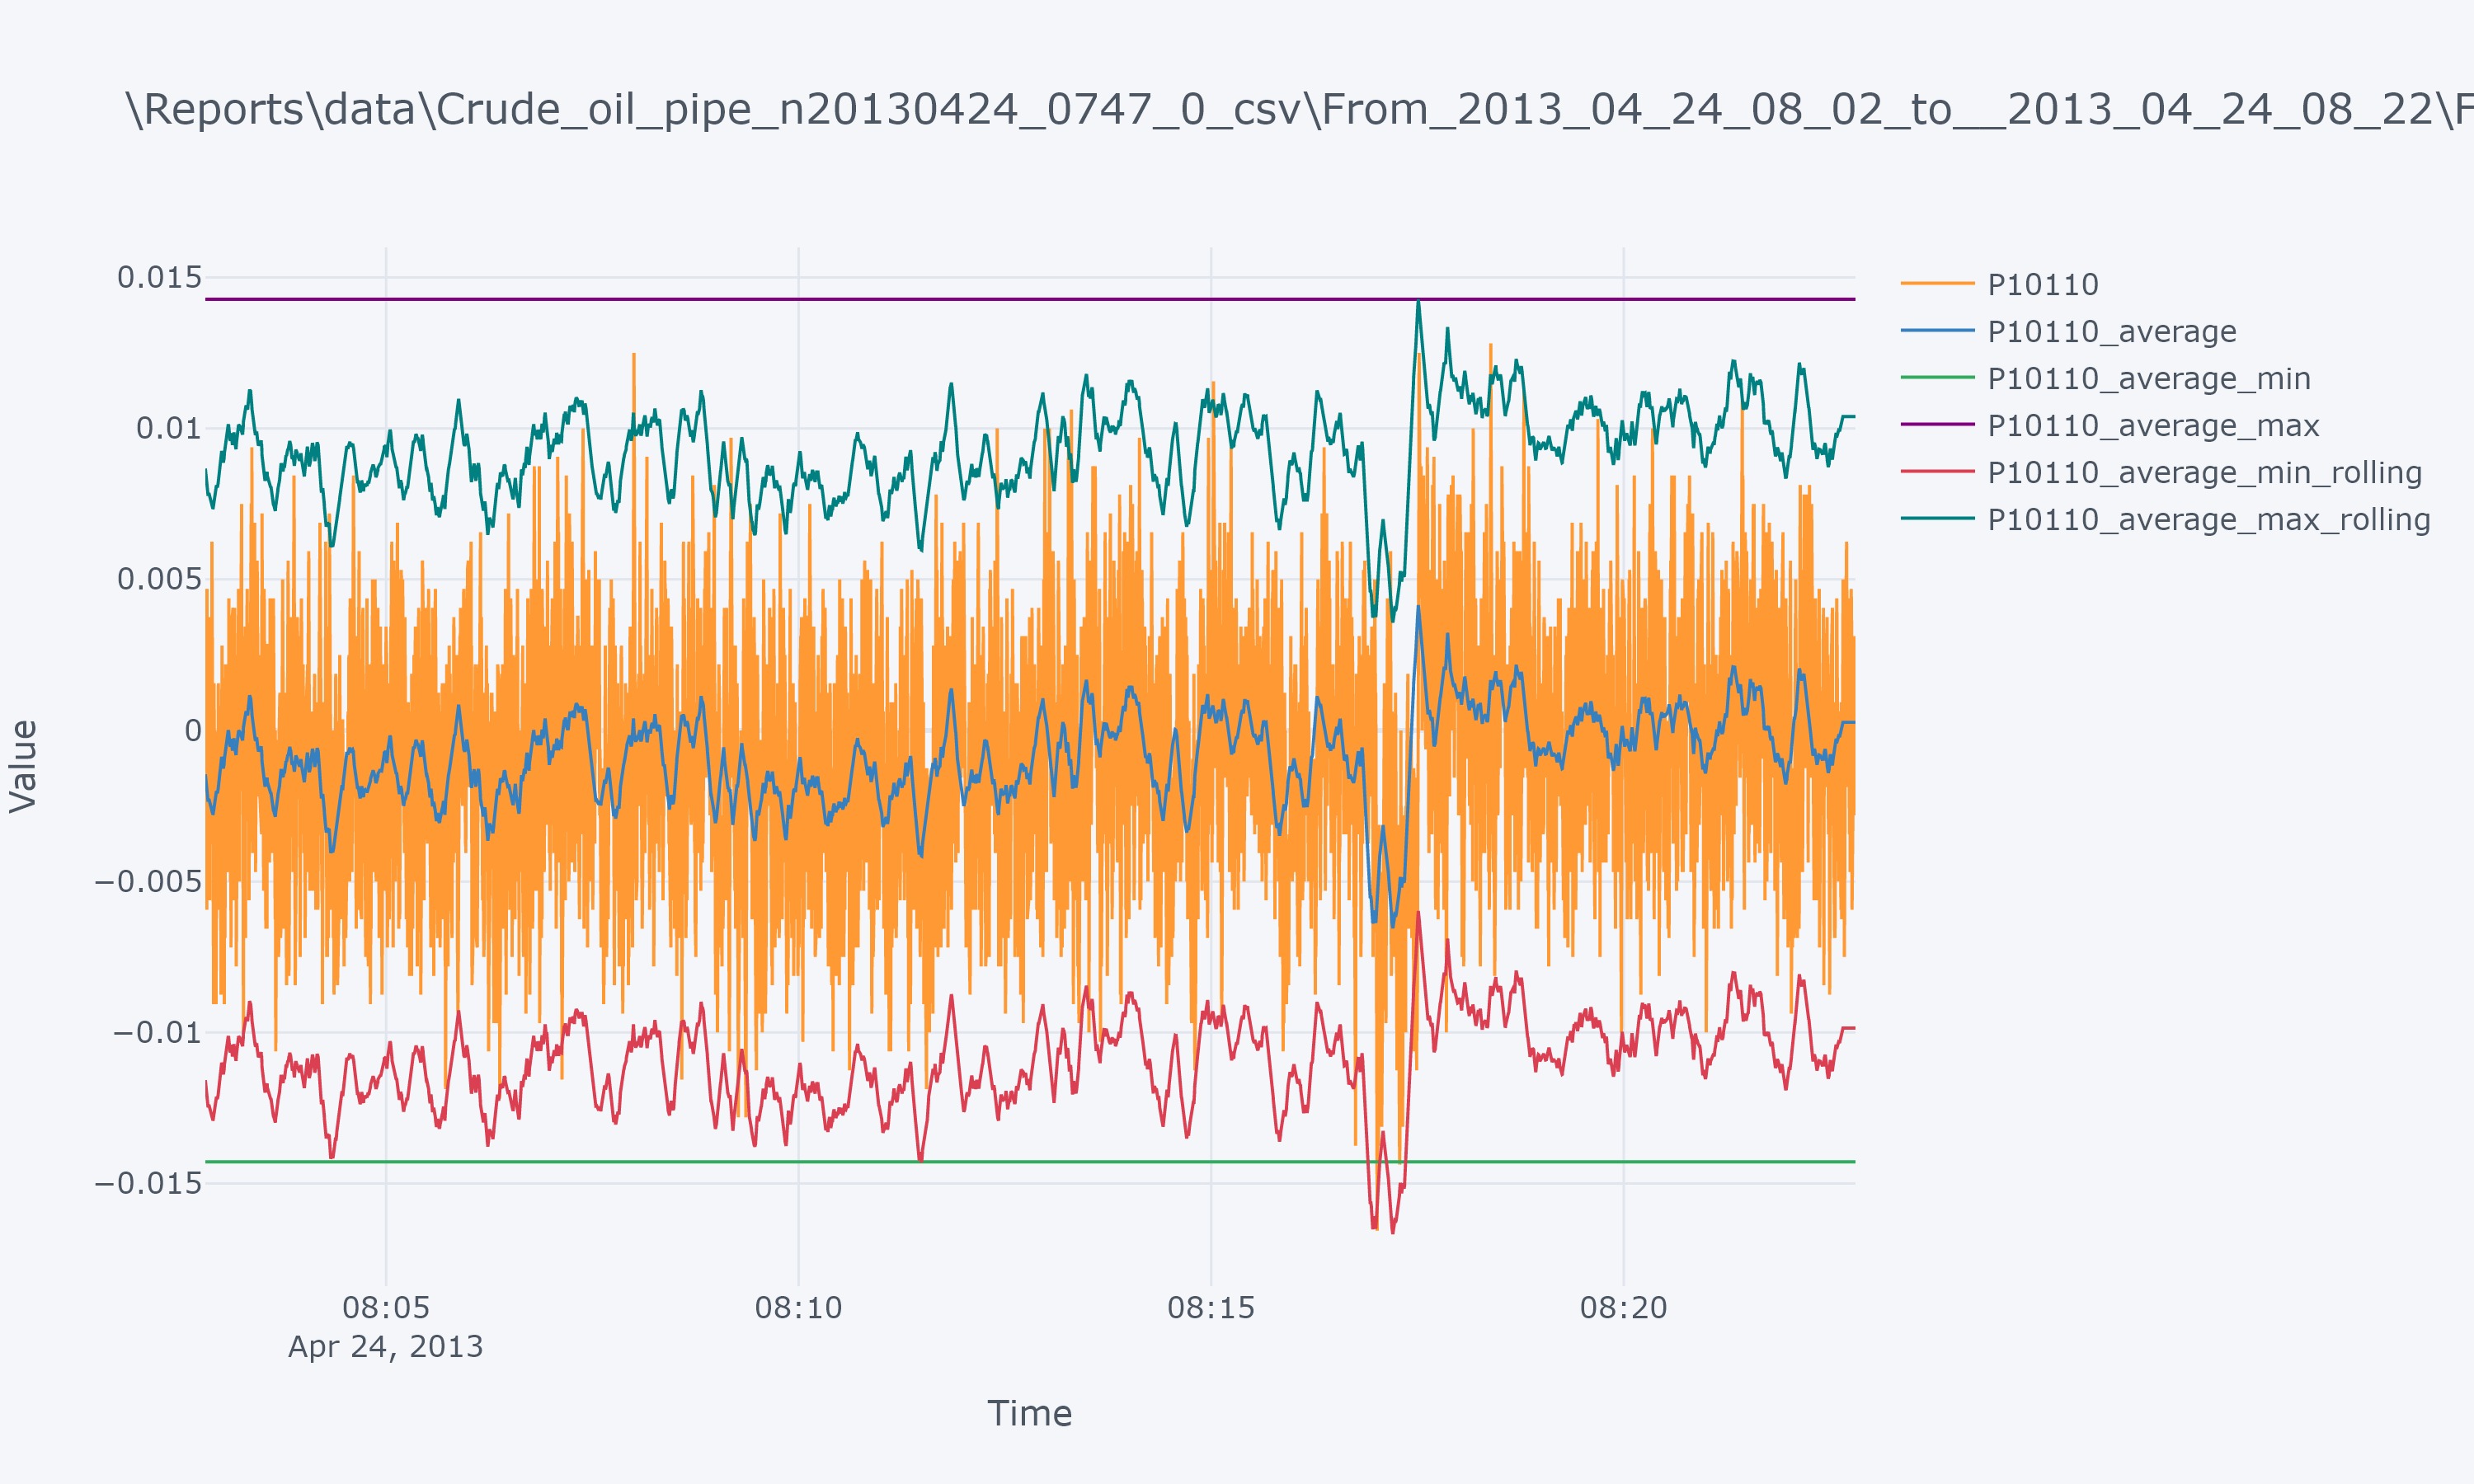 \Reports\data\Crude_oil_pipe_n20130424_0747_0_csv\From_2013_04_24_08_02_to__2013_04_24_08_22\F
0.015
0.01
0.005
0
−0.005
−0.01
−0.015
Value
08:05
Apr 24, 2013
08:10
08:15
08:20
Time
P10110
P10110_average
P10110_average_min
P10110_average_max
P10110_average_min_rolling
P10110_average_max_rolling